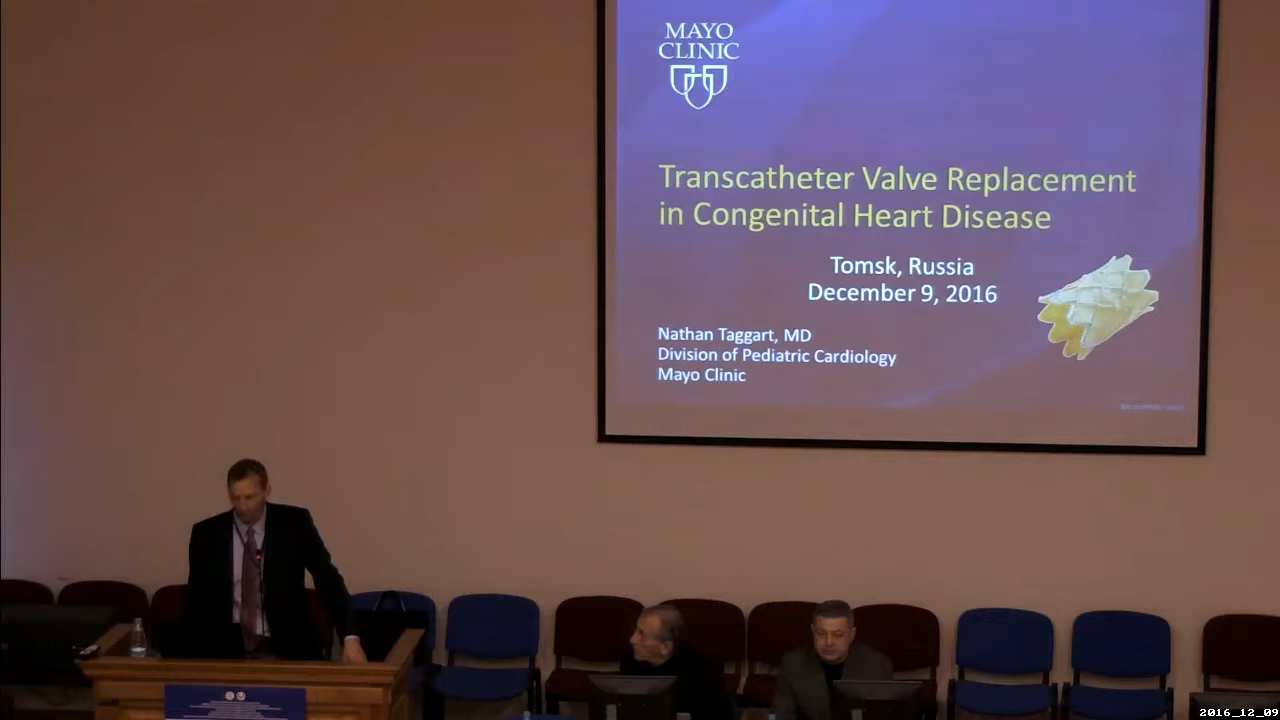 MAYO
CLINIC
Transcatheter Valve Replacement
in Congenital Heart Disease
Tomsk, Russia
December 9, 2016
Nathan Taggart, MD
Division of Pediatric Cardiology
Mayo Clinic
2016_12_09